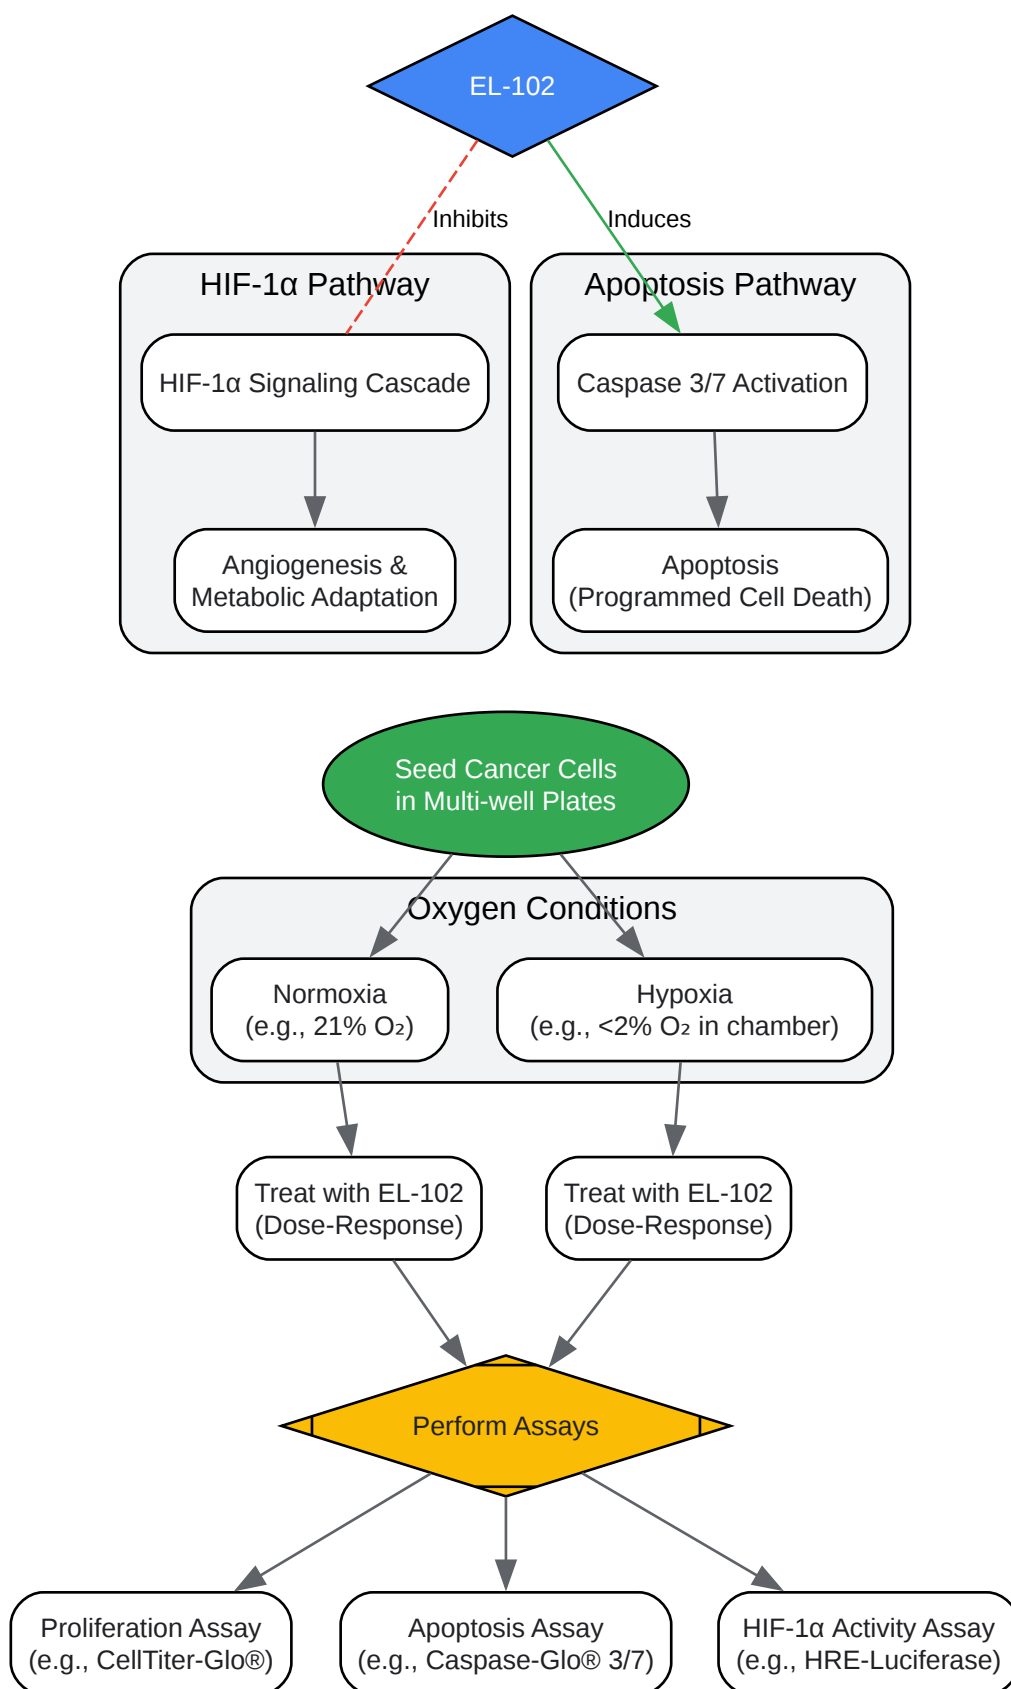 EL-102
Inhibits
Induces
HIF-1α Pathway
Apoptosis Pathway
HIF-1α Signaling Cascade
Caspase 3/7 Activation
Angiogenesis &
Metabolic Adaptation
Apoptosis
(Programmed Cell Death)
Seed Cancer Cells
in Multi-well Plates
Oxygen Conditions
Normoxia
(e.g., 21% O₂)
Hypoxia
(e.g., <2% O₂ in chamber)
Treat with EL-102
(Dose-Response)
Treat with EL-102
(Dose-Response)
Perform Assays
Proliferation Assay
(e.g., CellTiter-Glo®)
Apoptosis Assay
(e.g., Caspase-Glo® 3/7)
HIF-1α Activity Assay
(e.g., HRE-Luciferase)